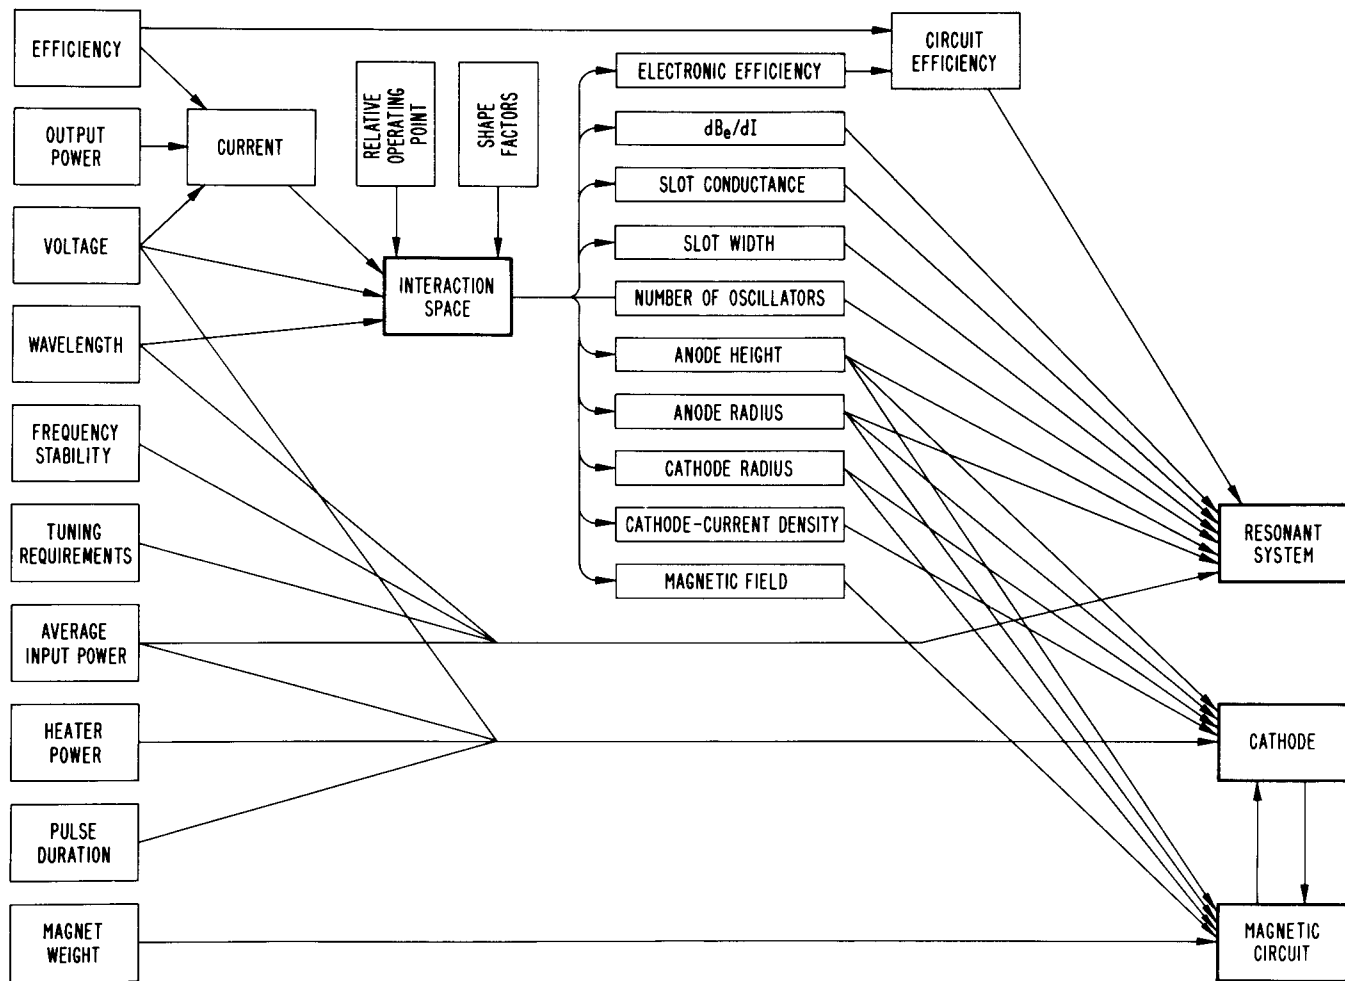 EFFICIENCY
OUTPUT
POWER
VOLTAGE
WAVELENGTH
FREQUENCY
STABILITY
TUNING
REQUIREMENTS
AVERAGE
INPUT POWER
HEATER
POWER
PULSE
DURATION
MAGNET
WEIGHT
CURRENT
RELATIVE
OPERATING
POINT
SHAPE
FACTORS
INTERACTION
SPACE
ELECTRONIC EFFICIENCY
dBe/dI
SLOT CONDUCTANCE
SLOT WIDTH
NUMBER OF OSCILLATORS
ANODE HEIGHT
ANODE RADIUS
CATHODE RADIUS
CATHODE-CURRENT DENSITY
MAGNETIC FIELD
CIRCUIT
EFFICIENCY
RESONANT
SYSTEM
CATHODE
MAGNETIC
CIRCUIT